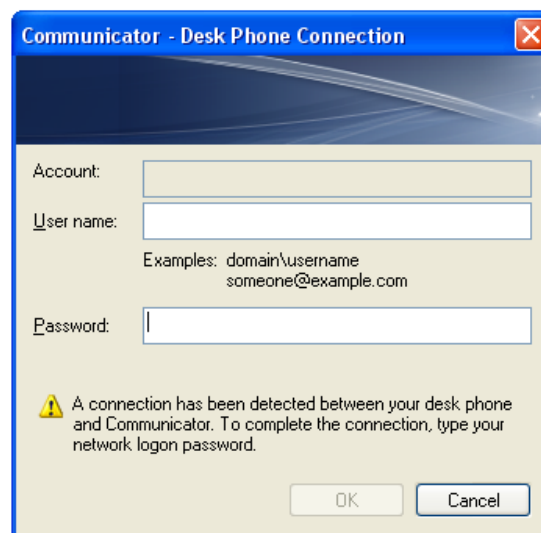 Communicator - Desk Phone Connection
Account:
User name:
Examples: domain\username
someone@example.com
Password:
A connection has been detected between your desk phone
and Communicator. To complete the connection, type your
network logon password.
OK Cancel